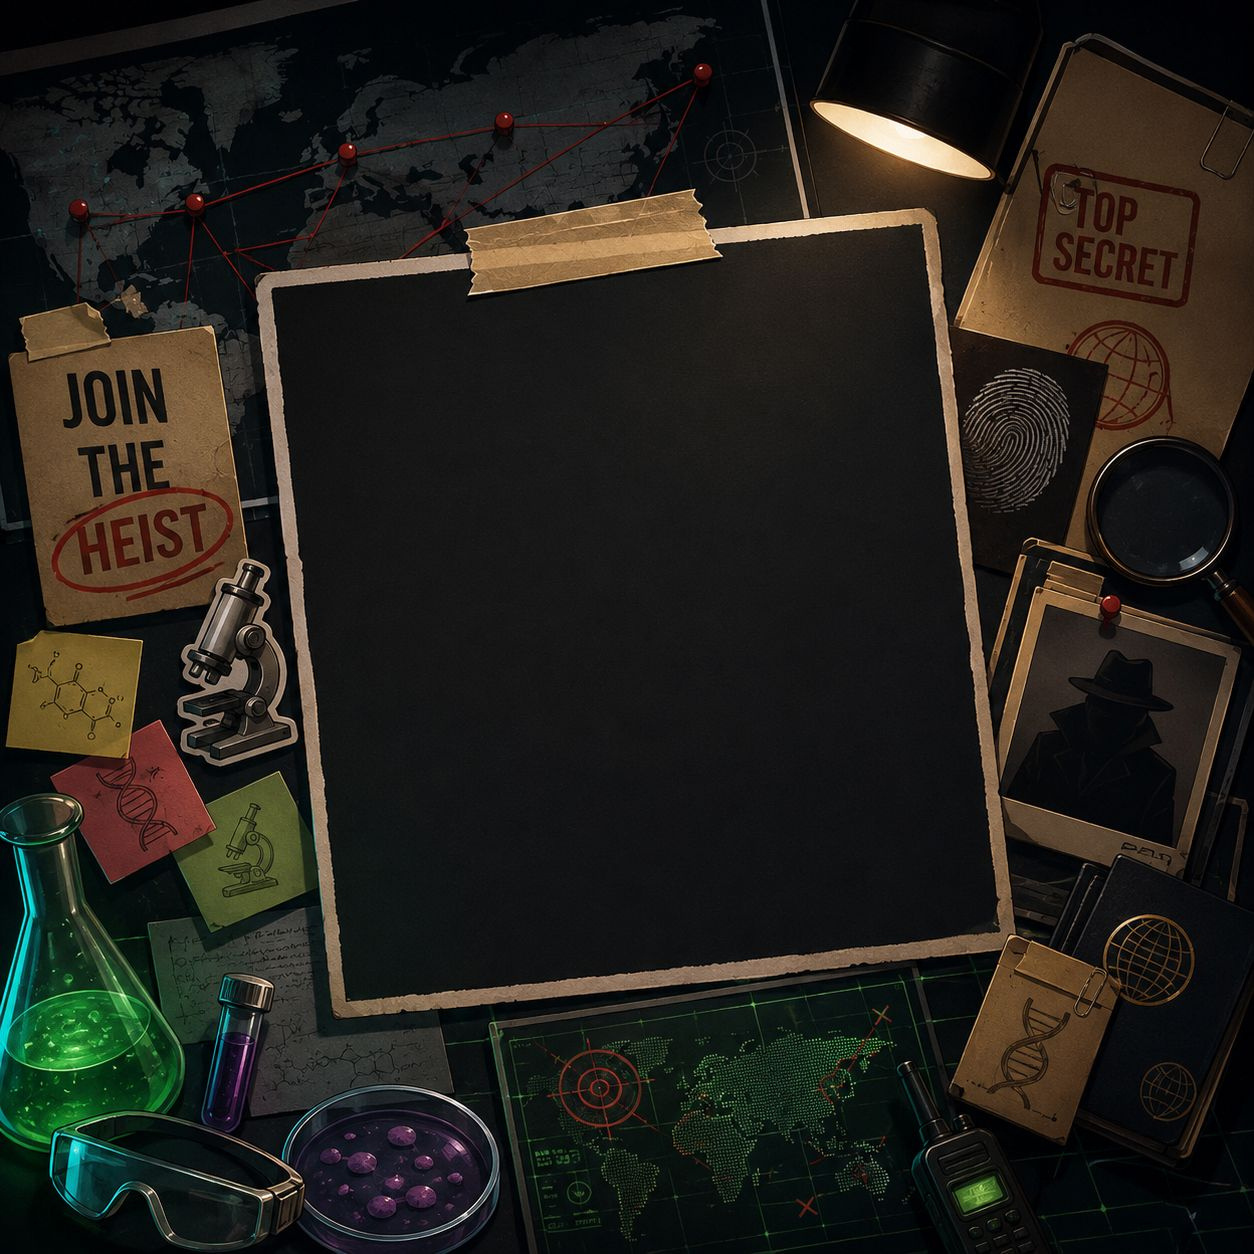 JOIN
THE
HEIST
TOP
SECRET